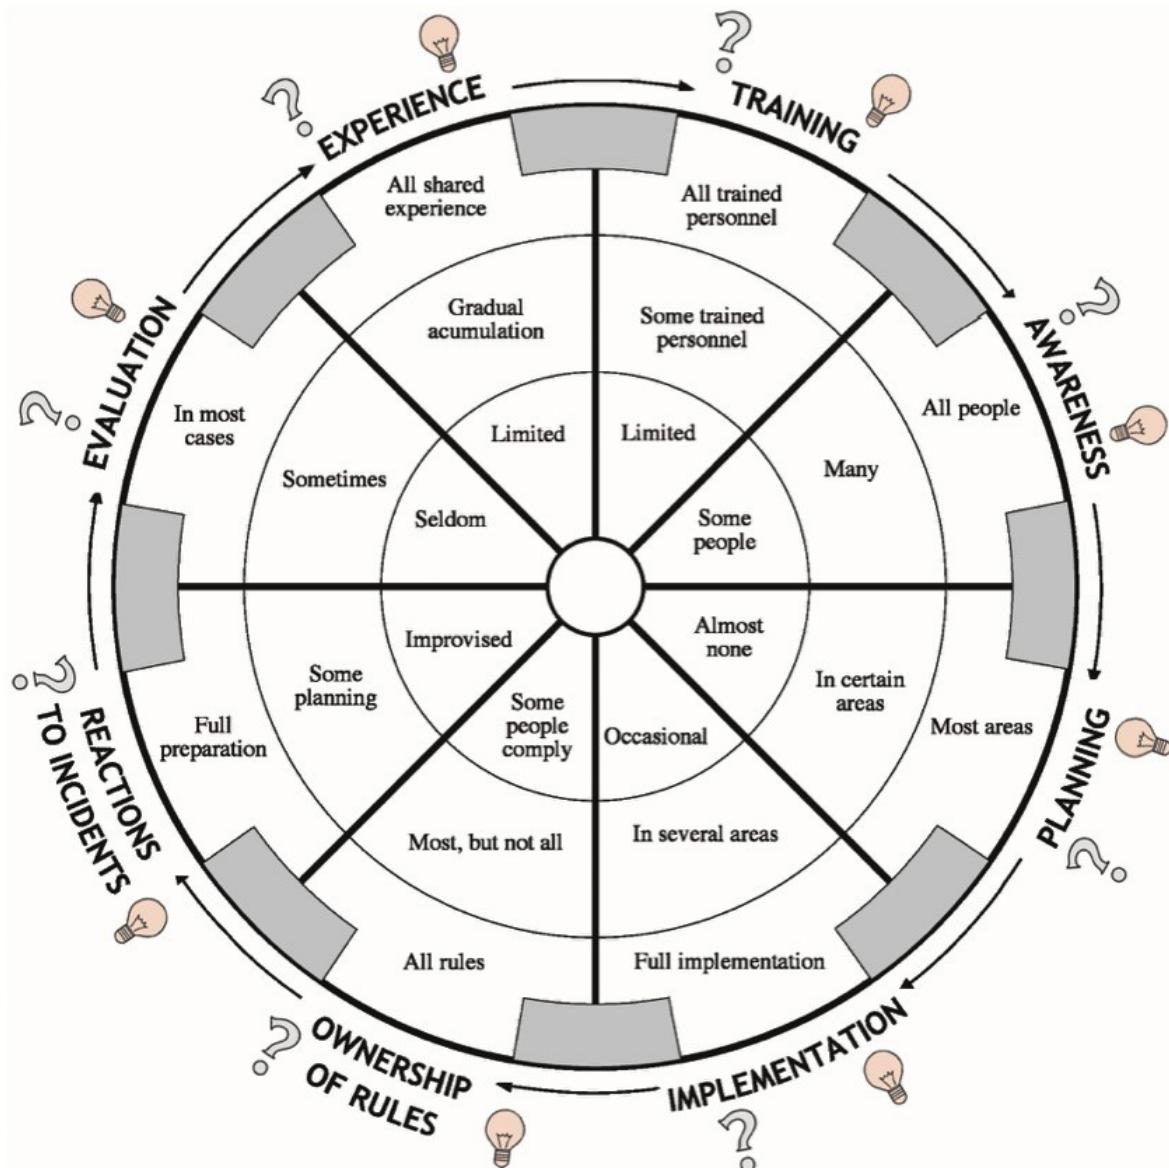 EXPERIENCE
TRAINING
AWARENESS
PLANNING
IMPLEMENTATION
OWNERSHIP
OF RULES
REACTIONS
TO INCIDENTS
EVALUATION
All shared
experience
Gradual
acumulation
Limited
All trained
personnel
Some trained
personnel
Limited
All people
Many
Some
people
Almost
none
In certain
areas
Most areas
Occasional
In several areas
Full implementation
Some
people
comply
Most, but not all
All rules
Improvised
Some
planning
Full
preparation
Seldom
Sometimes
In most
cases
?
?
?
?
?
?
?
?